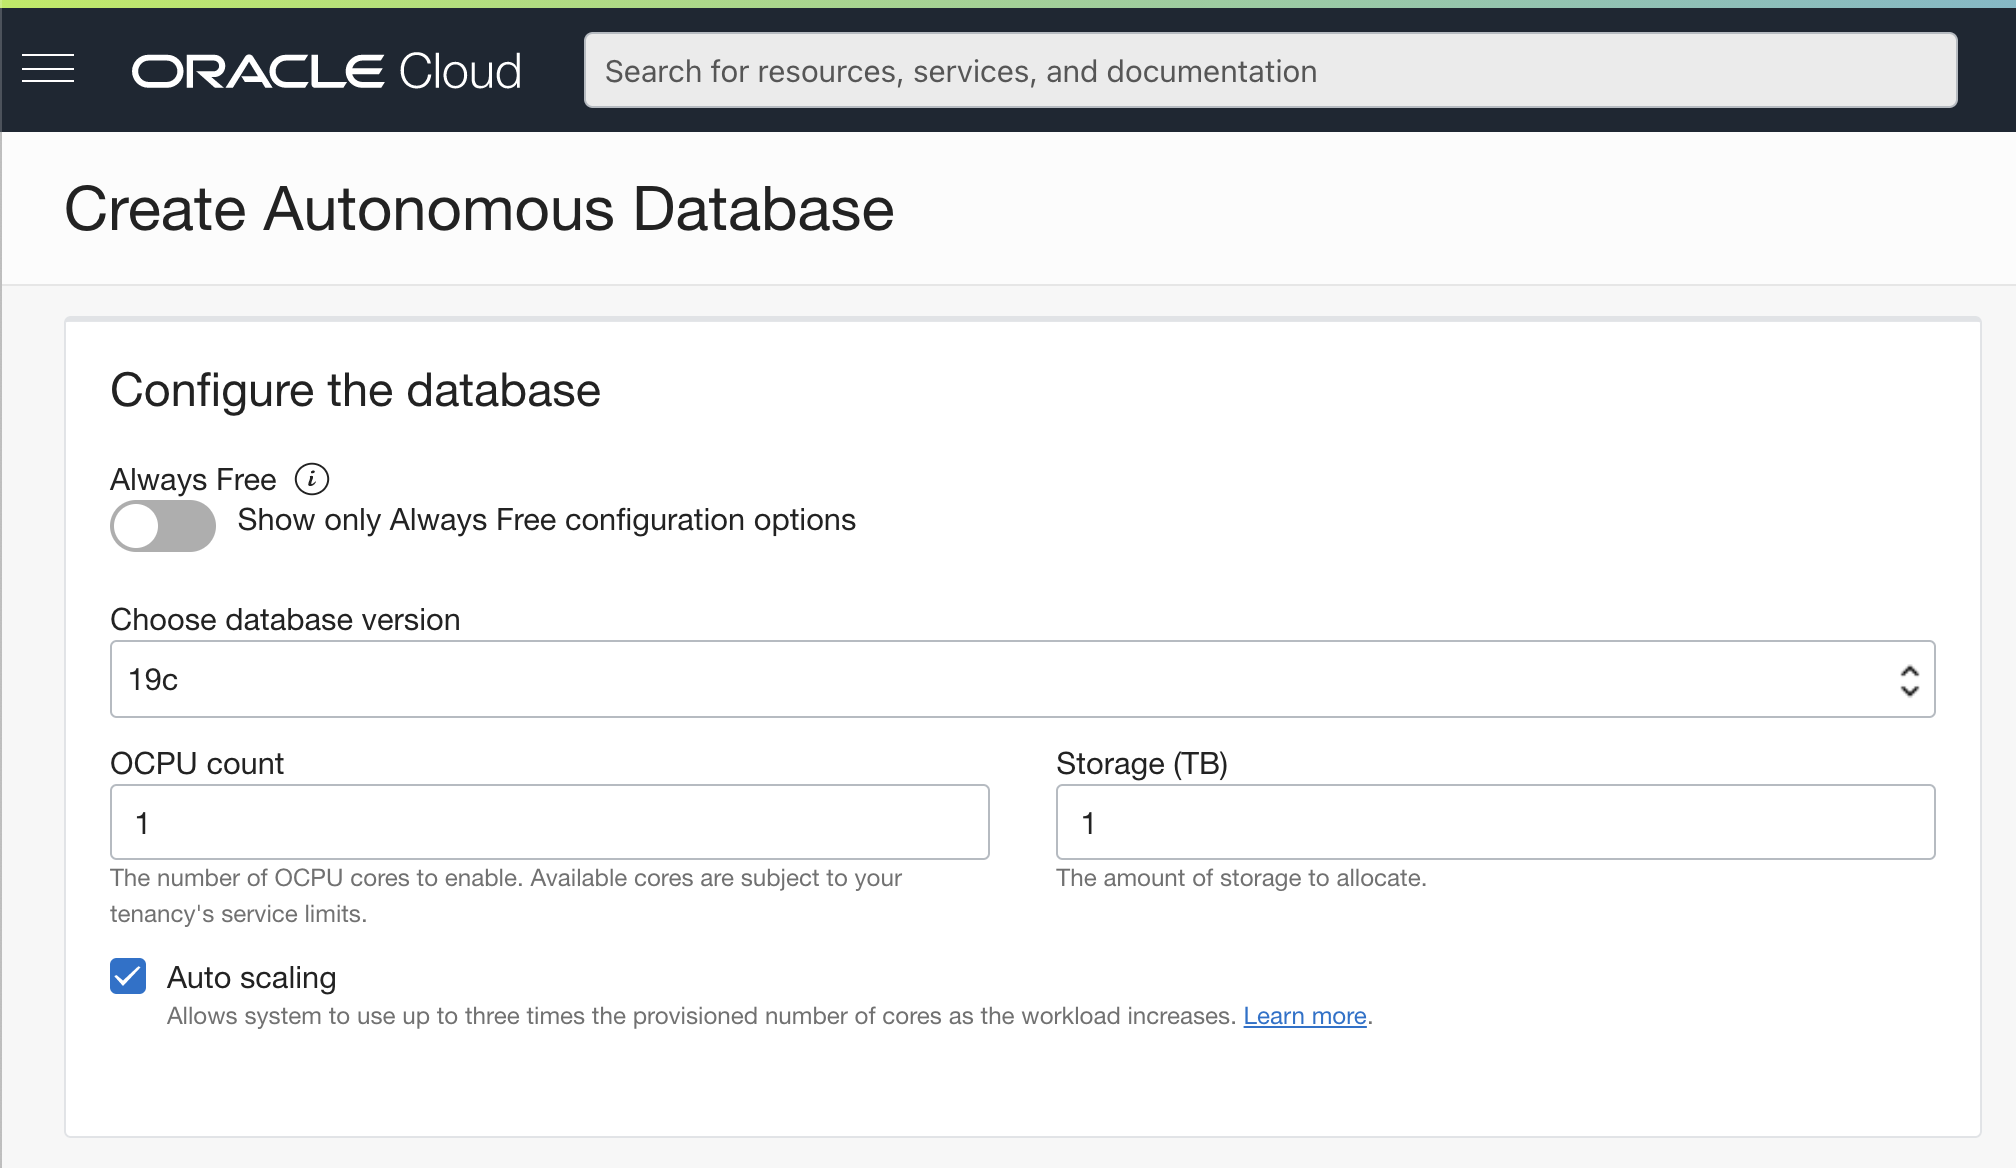 ORACLE Cloud
Search for resources, services, and documentation
Create Autonomous Database
Configure the database
Always Free i
Show only Always Free configuration options
Choose database version
19c
OCPU count
1
The number of OCPU cores to enable. Available cores are subject to your
tenancy's service limits.
Storage (TB)
1
The amount of storage to allocate.
Auto scaling
Allows system to use up to three times the provisioned number of cores as the workload increases. Learn more.